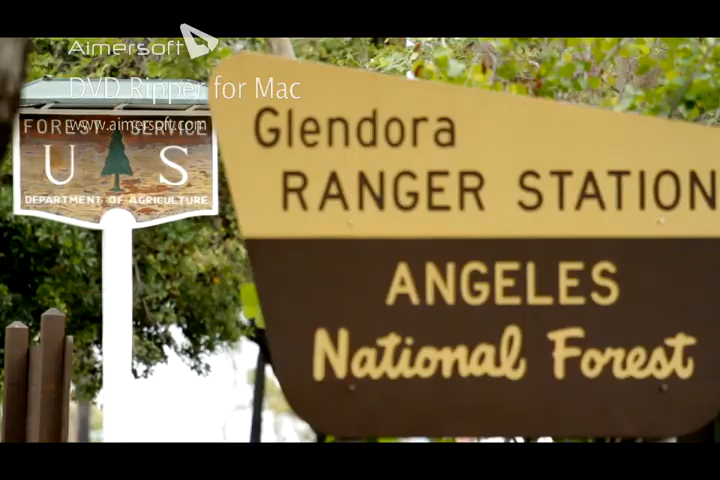 Aimersoft
DVD Ripper for Mac
www.aimersoft.com
FOREST SERVICE
U S
DEPARTMENT OF AGRICULTURE
Glendora
RANGER STATION
ANGELES
National Forest